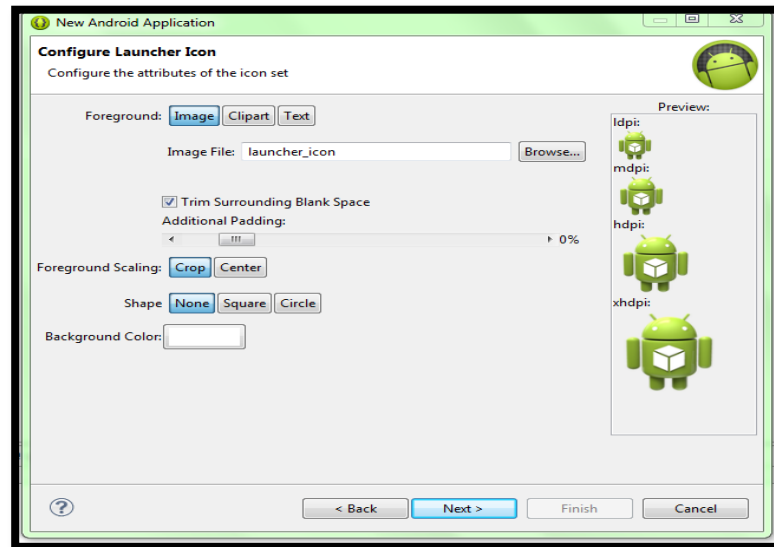 New Android Application
Configure Launcher Icon
Configure the attributes of the icon set
Foreground: Image Clipart Text
Image File: launcher_icon Browse...
Trim Surrounding Blank Space
Additional Padding:
0%
Foreground Scaling: Crop Center
Shape None Square Circle
Background Color:
Preview:
ldpi:
mdpi:
hdpi:
xhdpi:
? < Back Next > Finish Cancel